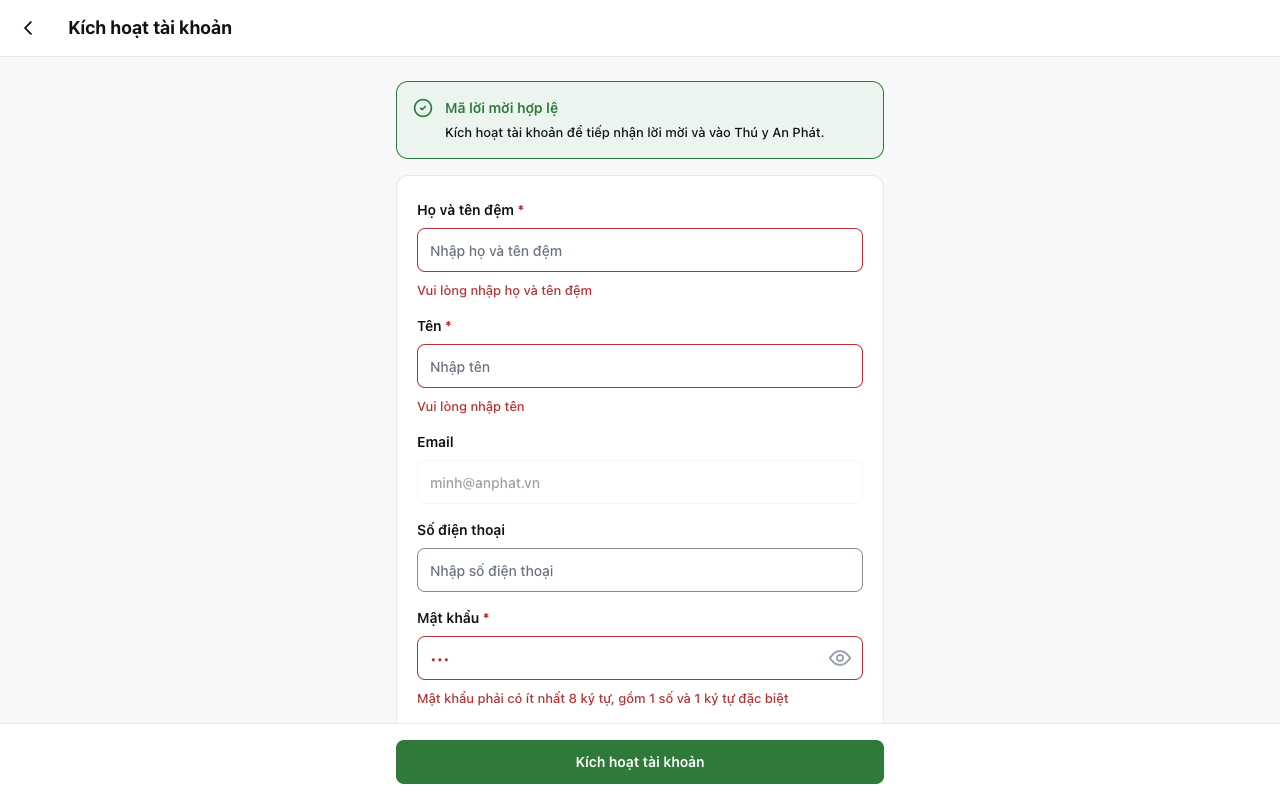 Kích hoạt tài khoản
Mã lời mời hợp lệ
Kích hoạt tài khoản để tiếp nhận lời mời và vào Thú y An Phát.
Họ và tên đệm *
Nhập họ và tên đệm
Vui lòng nhập họ và tên đệm
Tên *
Nhập tên
Vui lòng nhập tên
Email
minh@anphat.vn
Số điện thoại
Nhập số điện thoại
Mật khẩu *
•••
Mật khẩu phải có ít nhất 8 ký tự, gồm 1 số và 1 ký tự đặc biệt
Kích hoạt tài khoản